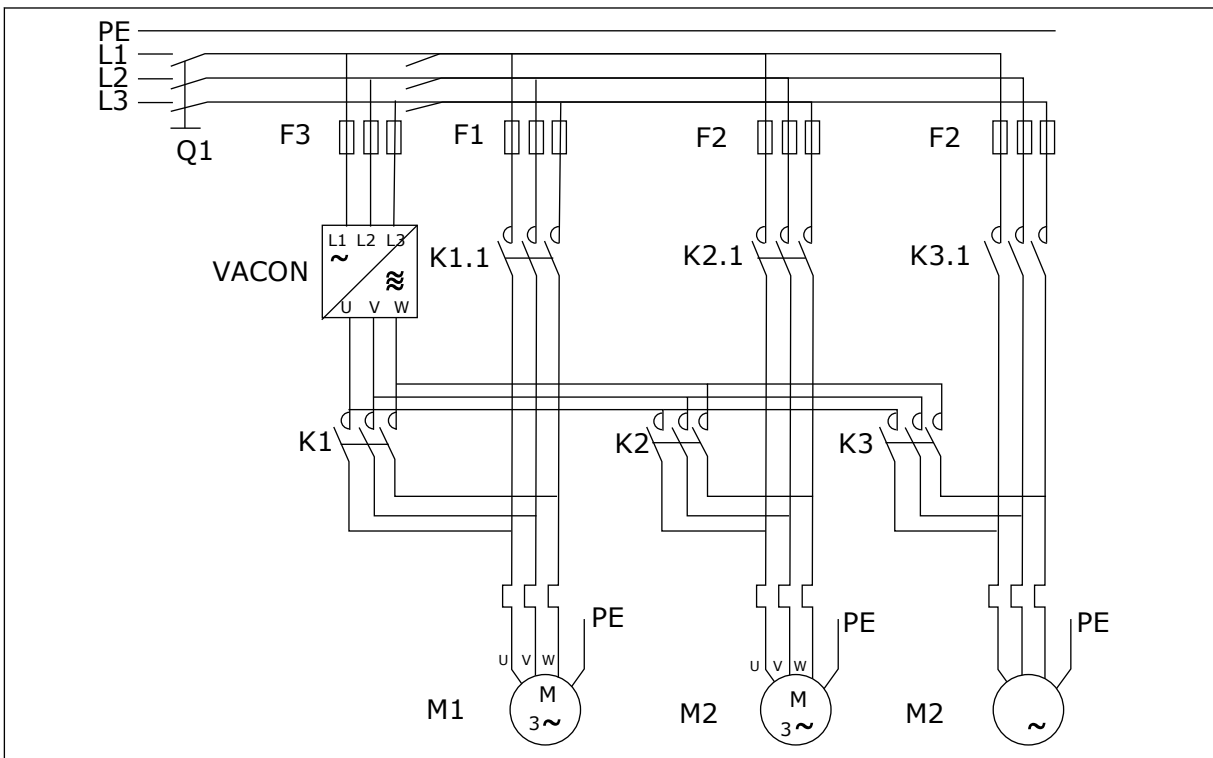 PE
L1
L2
L3
Q1
F3
F1
F2
F2
L1 L2 L3
~
≋
U V W
VACON
K1.1
K2.1
K3.1
K1
K2
K3
PE
PE
PE
U V W
U V W
M
3~
M
3~
~
M1
M2
M2